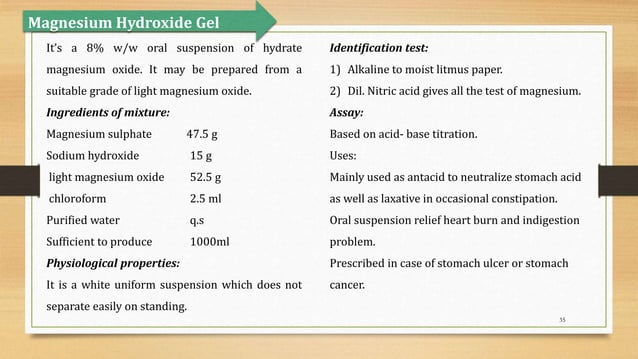 Magnesium Hydroxide Gel
It's a 8% w/w oral suspension of hydrate
magnesium oxide. It may be prepared from a
suitable grade of light magnesium oxide.
Ingredients of mixture:
Magnesium sulphate 47.5 g
Sodium hydroxide 15 g
light magnesium oxide 52.5 g
chloroform 2.5 ml
Purified water q.s
Sufficient to produce 1000ml
Physiological properties:
It is a white uniform suspension which does not
separate easily on standing.
Identification test:
1) Alkaline to moist litmus paper.
2) Dil. Nitric acid gives all the test of magnesium.
Assay:
Based on acid- base titration.
Uses:
Mainly used as antacid to neutralize stomach acid
as well as laxative in occasional constipation.
Oral suspension relief heart burn and indigestion
problem.
Prescribed in case of stomach ulcer or stomach
cancer.
35